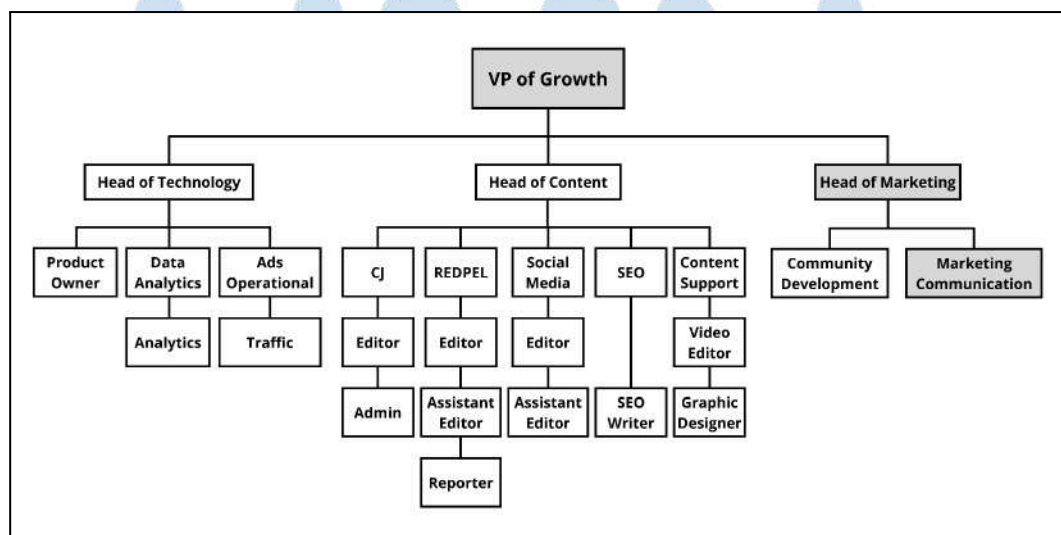 VP of Growth
Head of Technology
Head of Content
Head of Marketing
Product
Owner
Data
Analytics
Ads
Operational
CJ
REDPEL
Social
Media
SEO
Content
Support
Community
Development
Marketing
Communication
Analytics
Traffic
Editor
Editor
Editor
Video
Editor
Admin
Assistant
Editor
Assistant
Editor
SEO
Writer
Graphic
Designer
Reporter